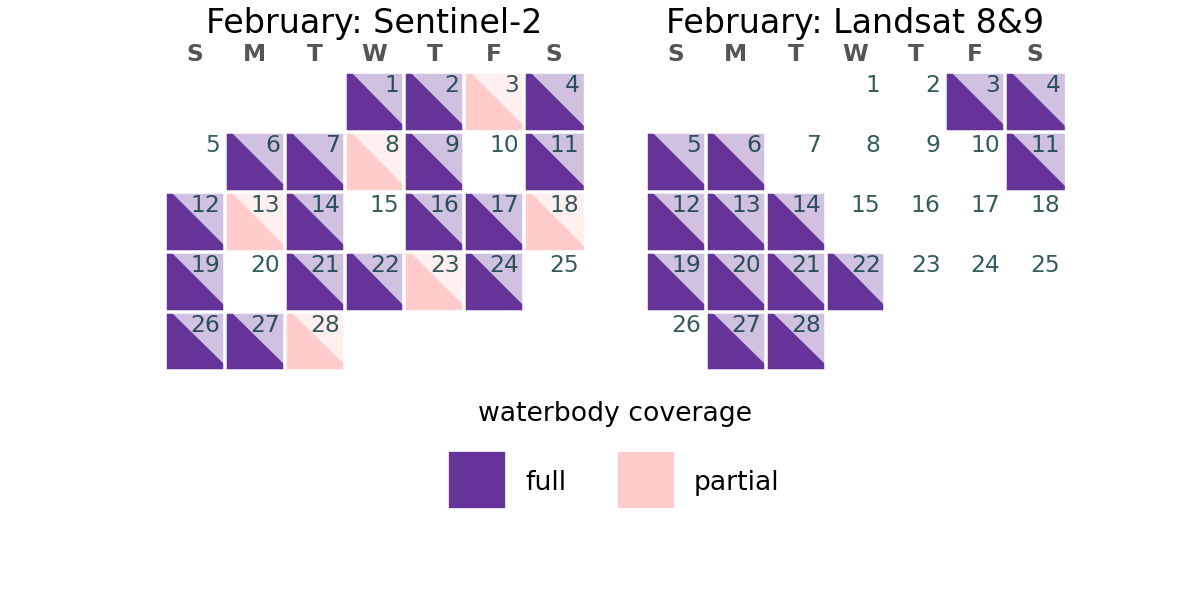 February: Sentinel-2
S M T W T F S
1 2 3 4
5 6 7 8 9 10 11
12 13 14 15 16 17 18
19 20 21 22 23 24 25
26 27 28
February: Landsat 8&9
S M T W T F S
1 2 3 4
5 6 7 8 9 10 11
12 13 14 15 16 17 18
19 20 21 22 23 24 25
26 27 28
waterbody coverage
full
partial